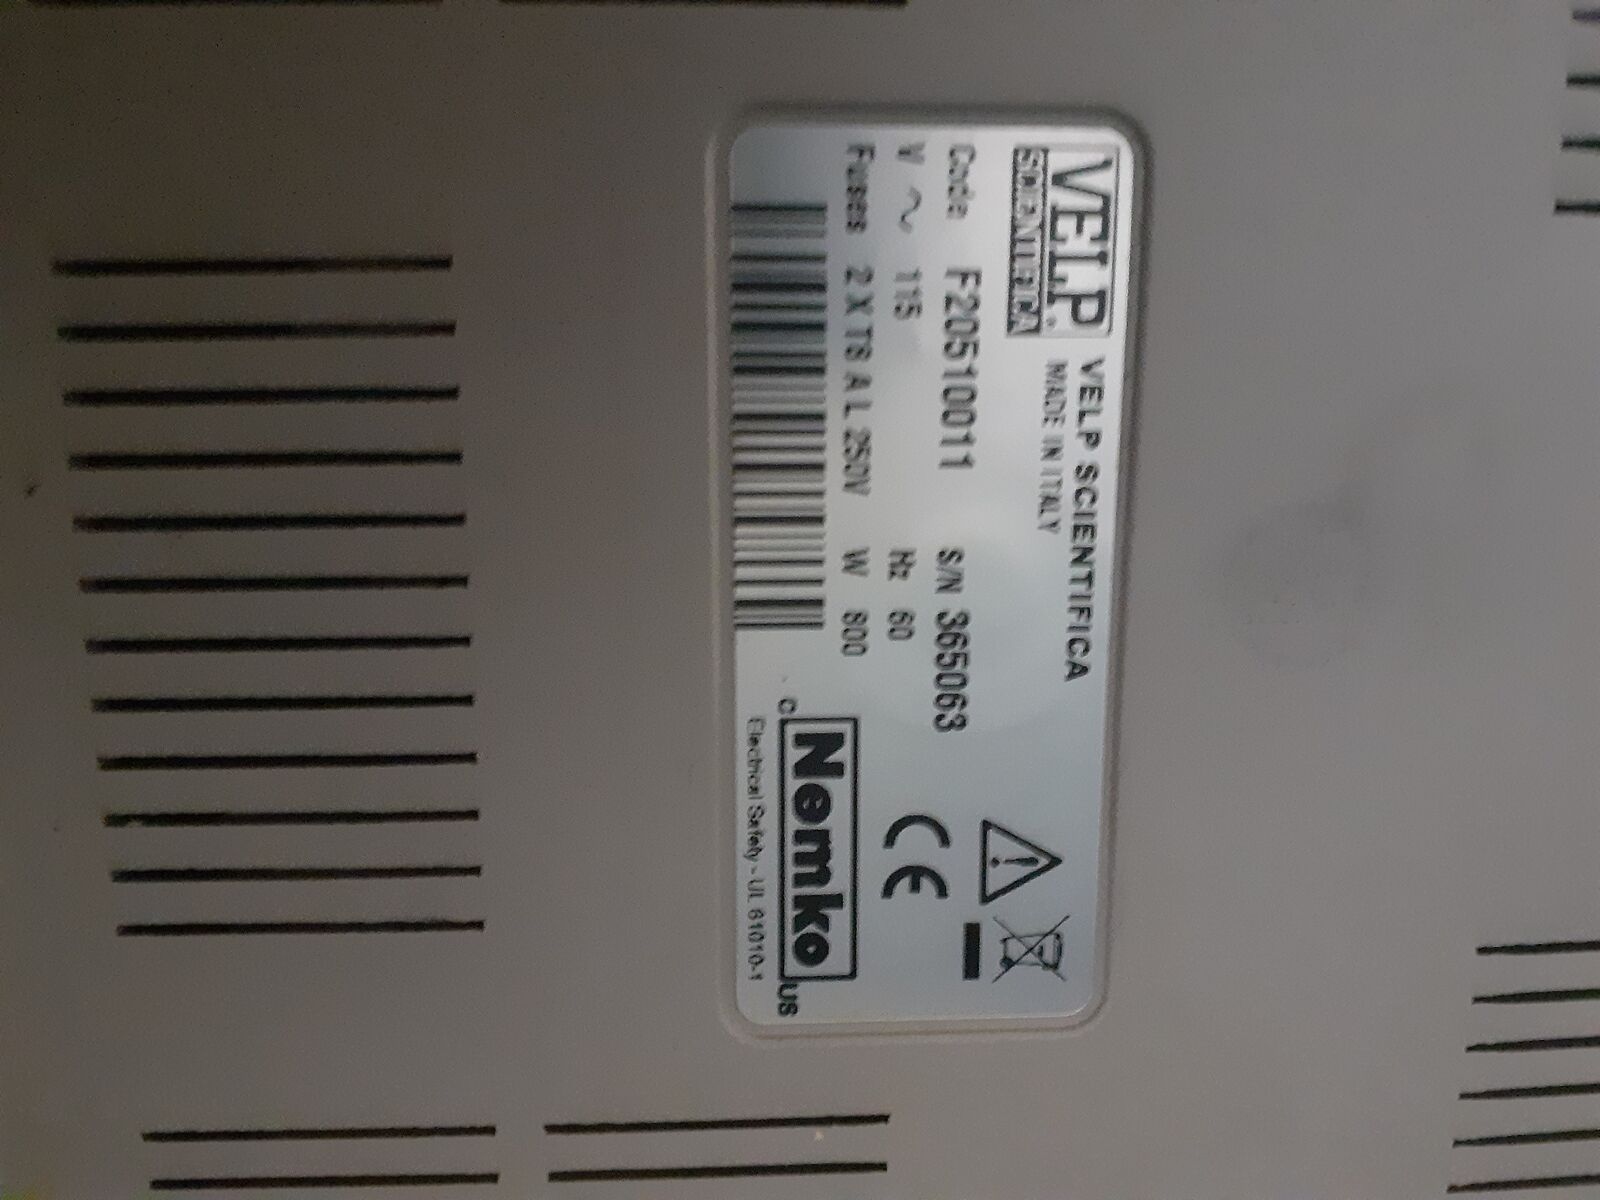 VELP
SCIENTIFICA
VELP SCIENTIFICA
MADE IN ITALY
Code F20510011 S/N 365063
V ~ 115 Hz 60
Fuses 2 X T8 A L 250V W 800
CE
C Nemko US
Electrical Safety - UL 61010-1